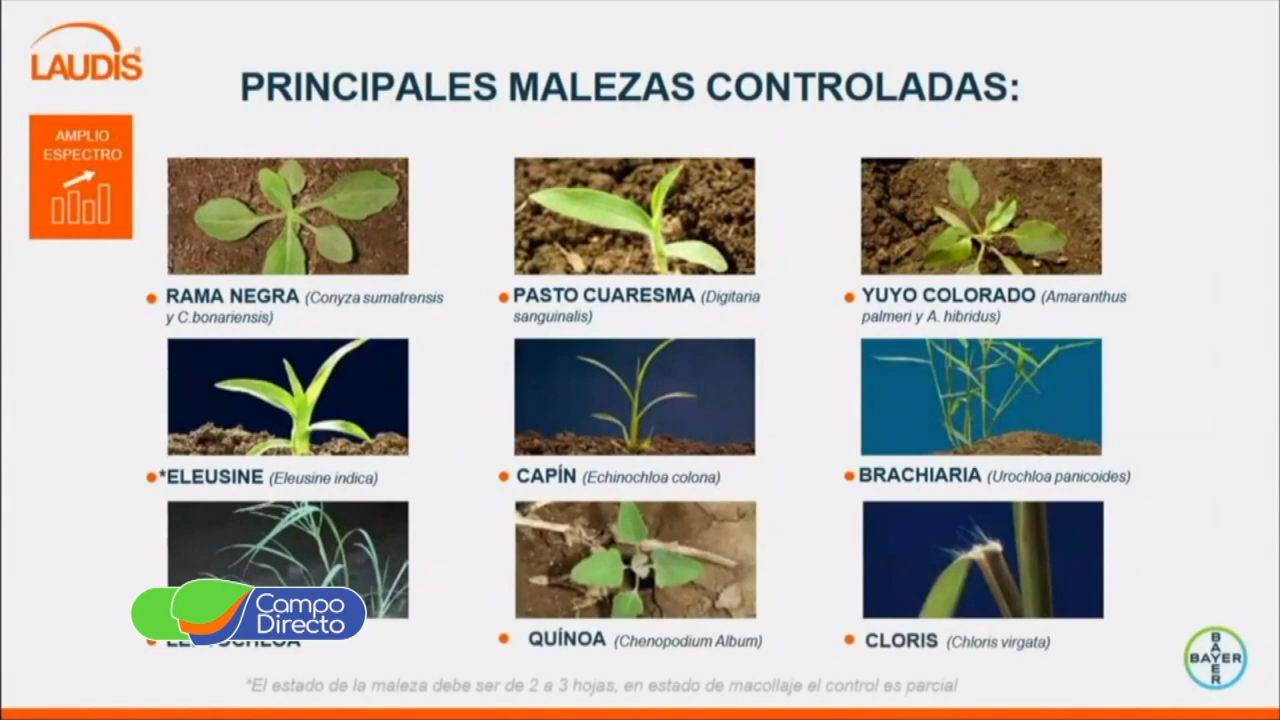 LAUDIS
PRINCIPALES MALEZAS CONTROLADAS:
AMPLIO
ESPECTRO
RAMA NEGRA (Conyza sumatrensis
y C.bonariensis)
PASTO CUARESMA (Digitaria
sanguinalis)
YUYO COLORADO (Amaranthus
palmeri y A. hibridus)
*ELEUSINE (Eleusine indica)
CAPÍN (Echinochloa colona)
BRACHIARIA (Urochloa panicoides)
Campo
Directo
QUÍNOA (Chenopodium Album)
CLORIS (Chloris virgata)
BAYER
BAYER
*El estado de la maleza debe ser de 2 a 3 hojas, en estado de macollaje el control es parcial